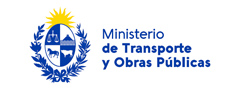 Ministerio
de Transporte
y Obras Públicas